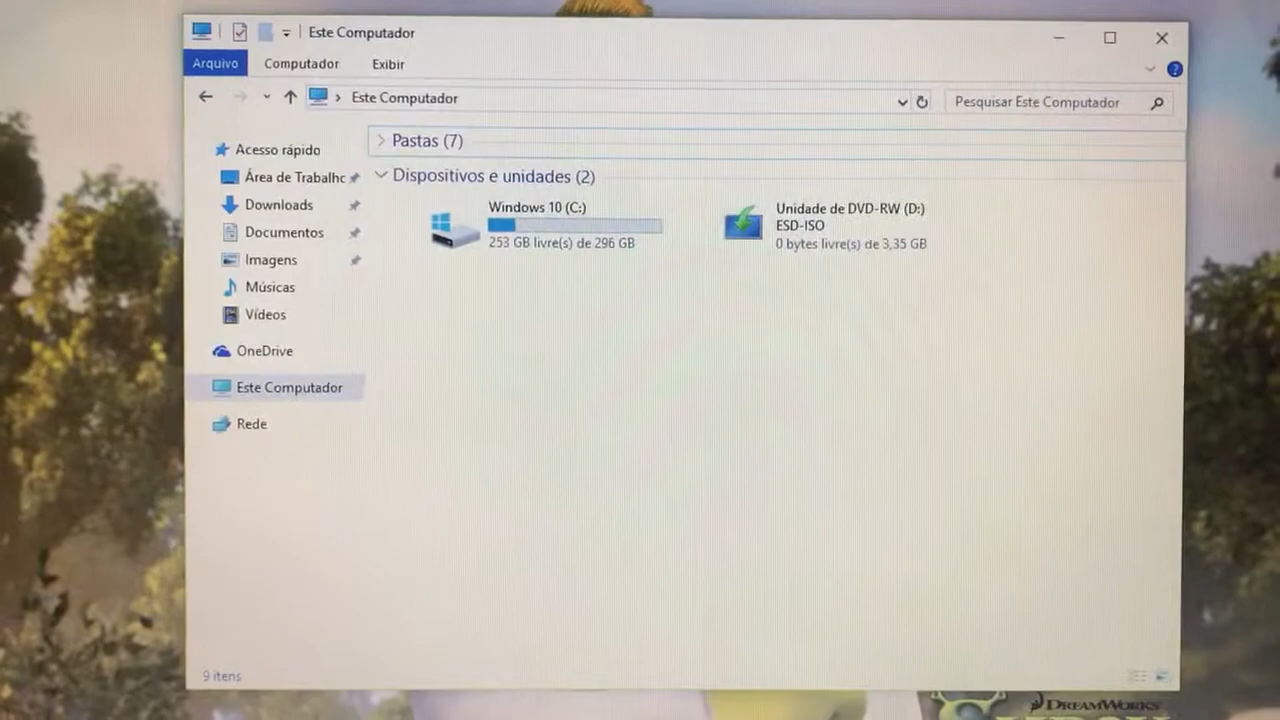 Este Computador
Arquivo
Computador
Exibir
Este Computador
Pesquisar Este Computador
Acesso rápido
Área de Trabalhc
Downloads
Documentos
Imagens
Músicas
Vídeos
OneDrive
Este Computador
Rede
Pastas (7)
Dispositivos e unidades (2)
Windows 10 (C:)
253 GB livre(s) de 296 GB
Unidade de DVD-RW (D:)
ESD-ISO
0 bytes livre(s) de 3,35 GB
9 itens
DREAMWORKS